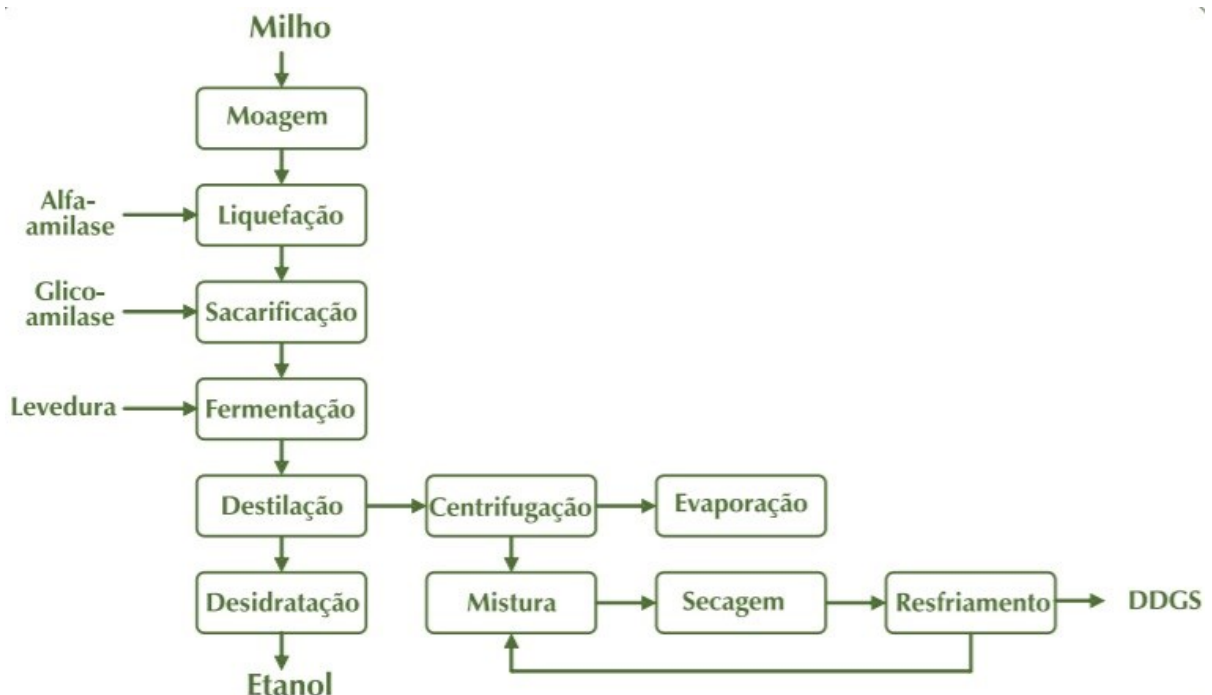 Milho
Moagem
Alfa-
amilase
Liquefação
Glico-
amilase
Sacarificação
Levedura
Fermentação
Destilação
Centrifugação
Evaporação
Desidratação
Mistura
Secagem
Resfriamento
DDGS
Etanol